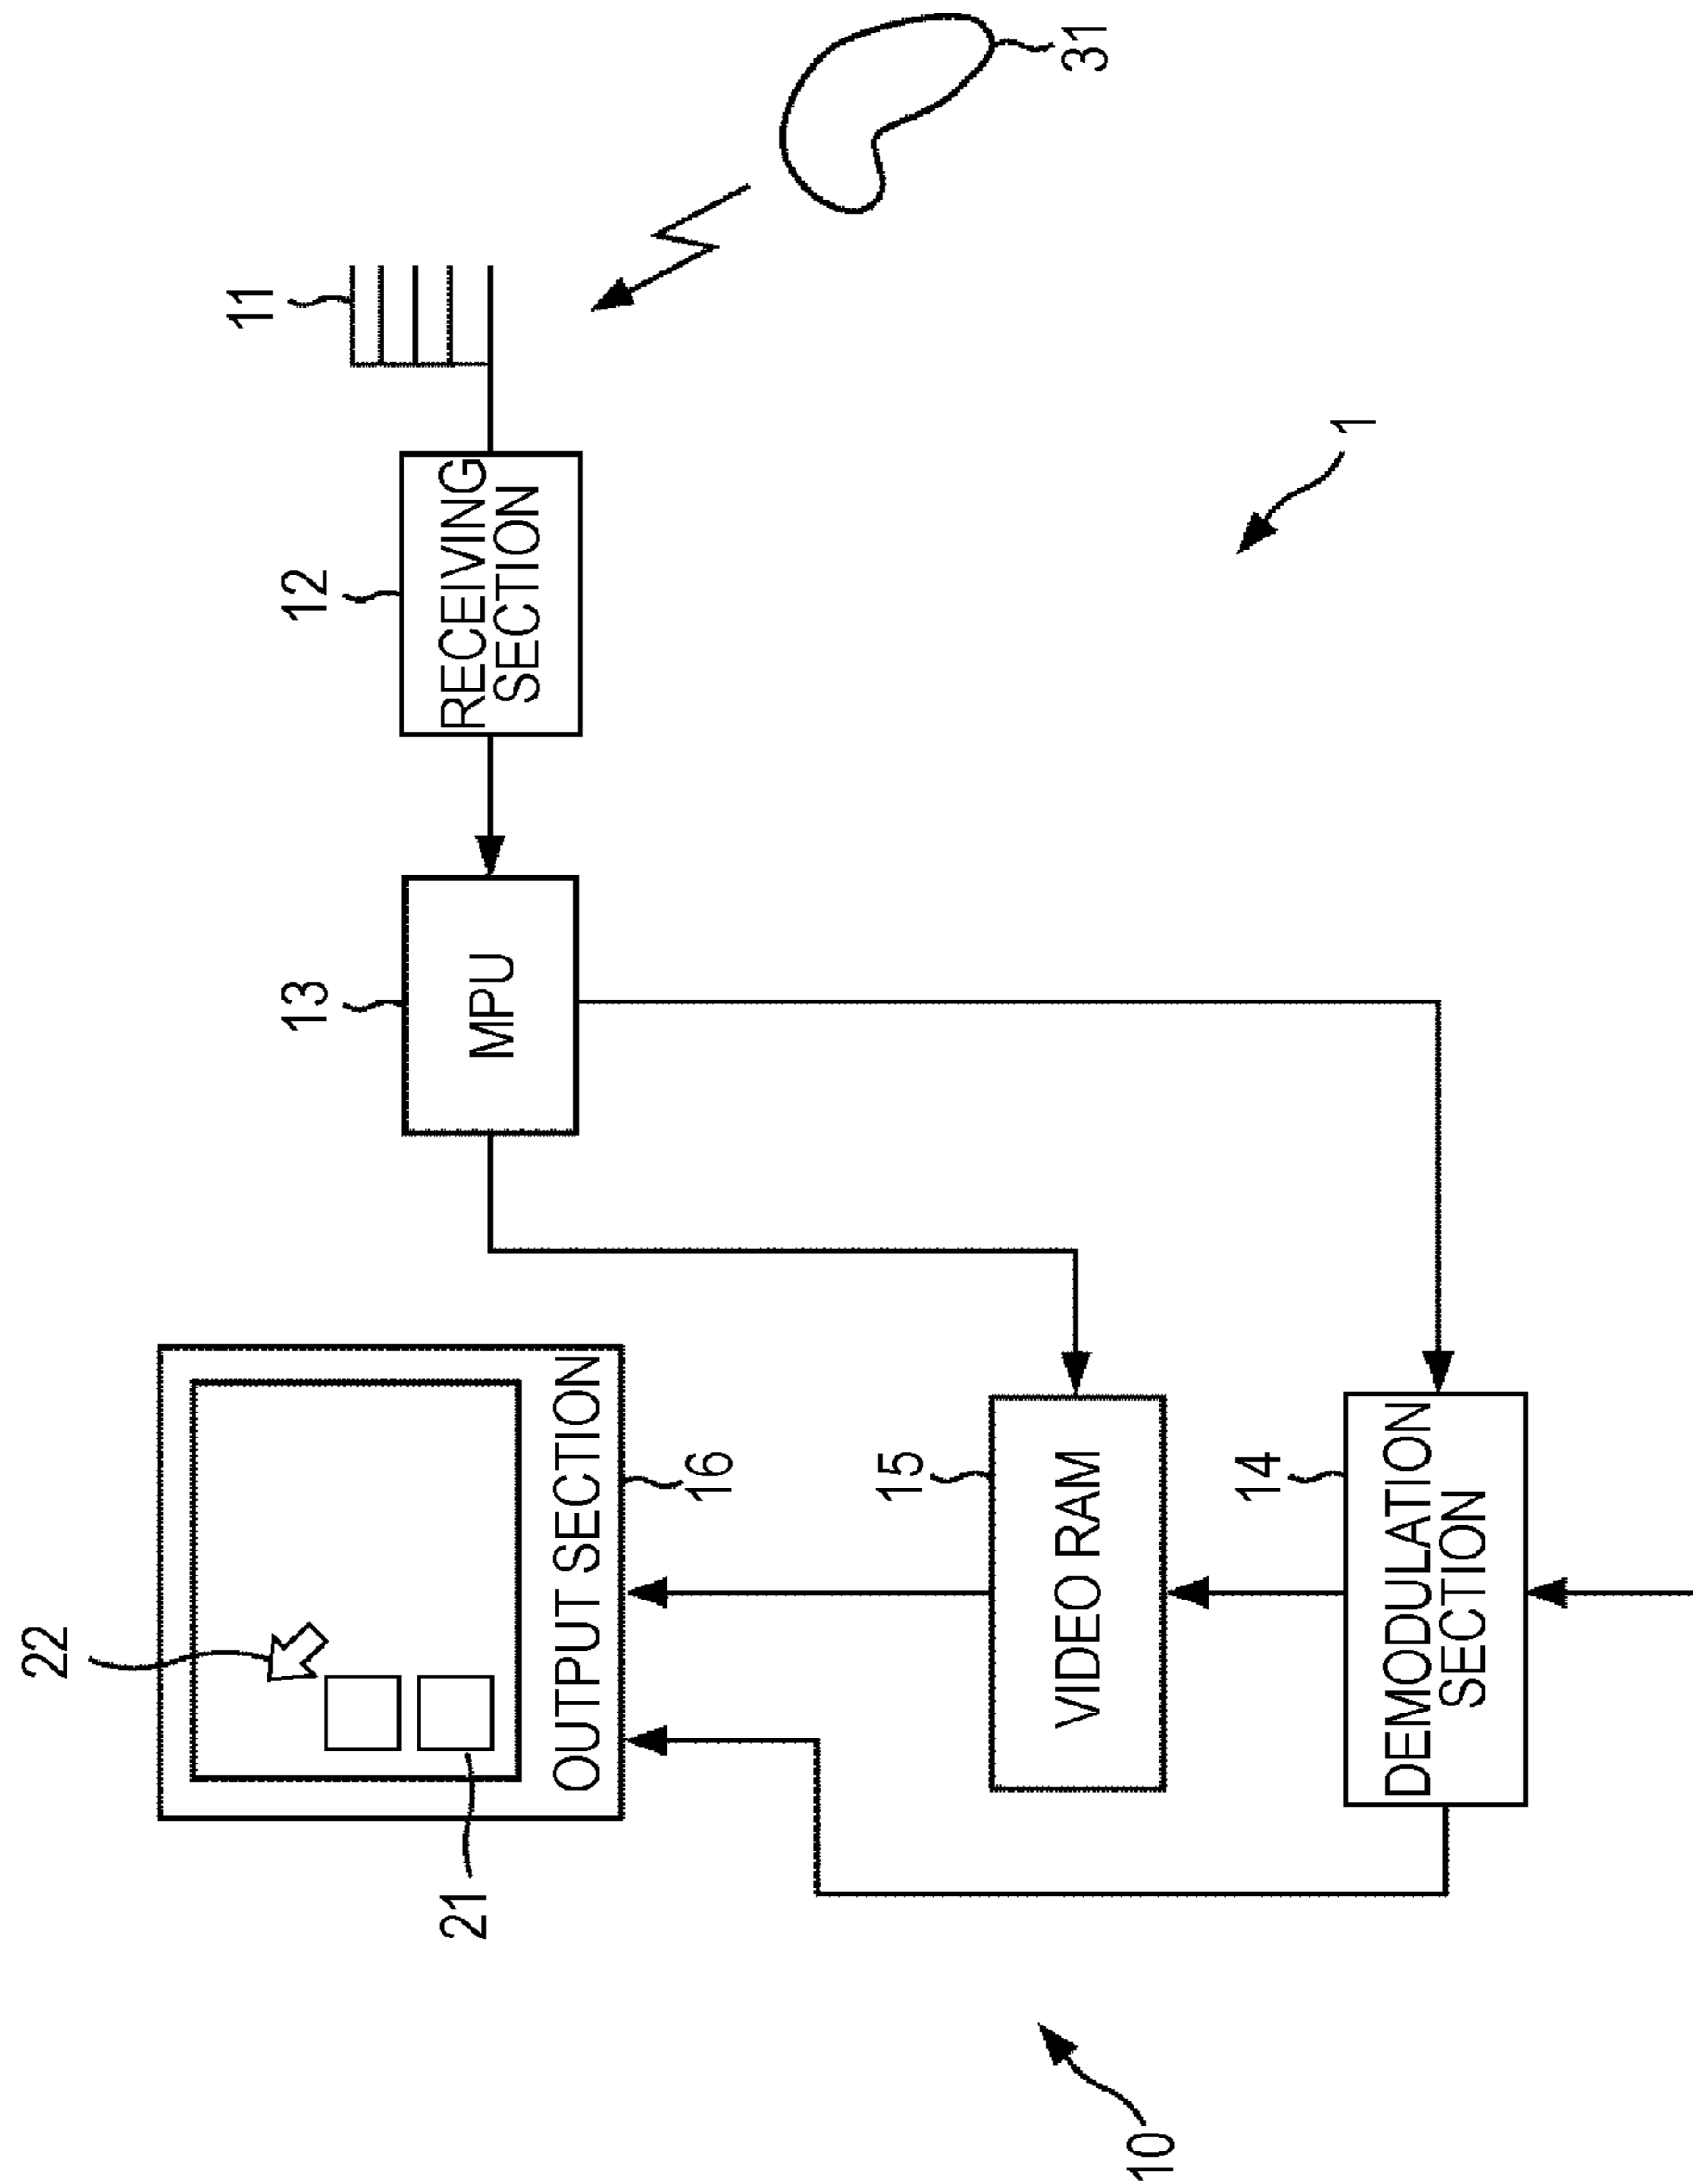 10
22
21
OUTPUT SECTION
16
15
VIDEO RAM
14
DEMODULATION
SECTION
13
MPU
12
RECEIVING
SECTION
11
31
1